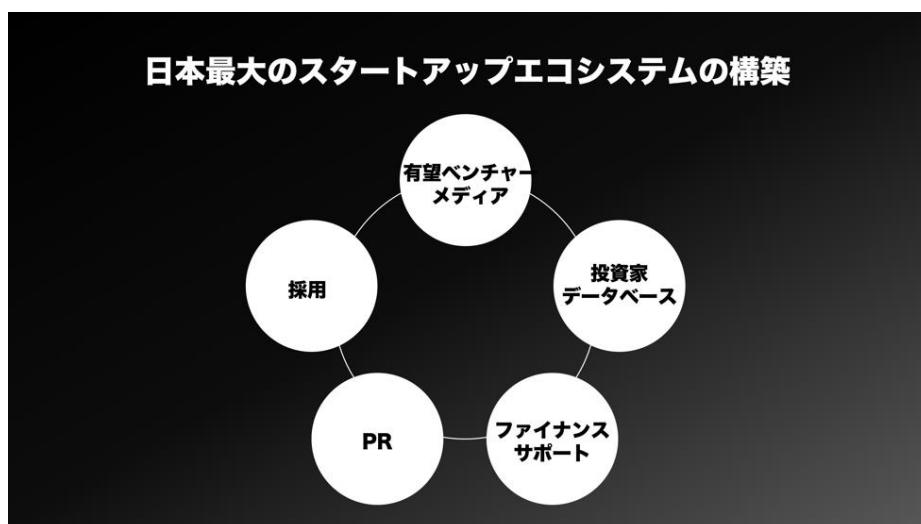 日本最大のスタートアップエコシステムの構築
有望ベンチャー
メディア
投資家
データベース
採用
PR
ファイナンス
サポート